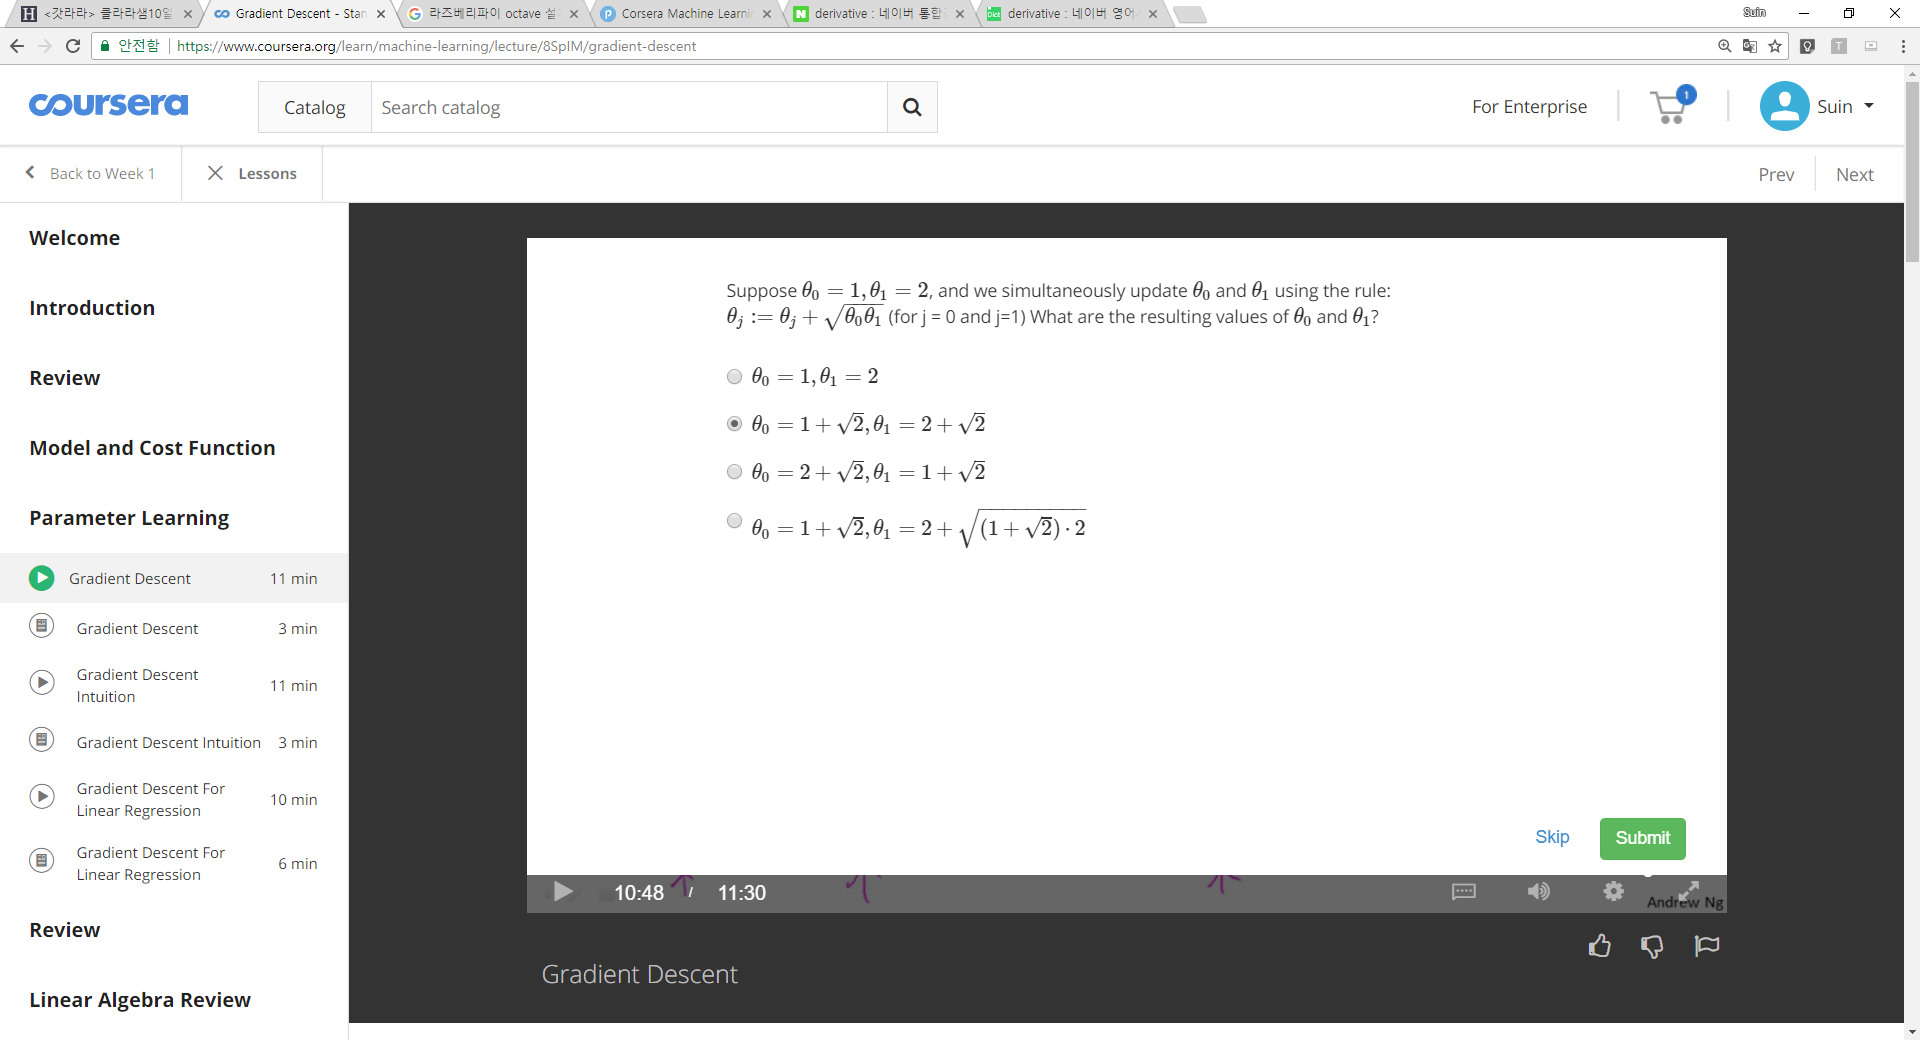 <갓라라> 클라라샘10일
Gradient Descent - Stan
라즈베리파이 octave 설
Corsera Machine Learnin
derivative : 네이버 통합
derivative : 네이버 영어
Suin
안전함 https://www.coursera.org/learn/machine-learning/lecture/8SpIM/gradient-descent
coursera
Catalog
Search catalog
For Enterprise
1
Suin
Back to Week 1
Lessons
Prev
Next
Welcome
Introduction
Review
Model and Cost Function
Parameter Learning
Gradient Descent 11 min
Gradient Descent 3 min
Gradient Descent
Intuition 11 min
Gradient Descent Intuition 3 min
Gradient Descent For
Linear Regression 10 min
Gradient Descent For
Linear Regression 6 min
Review
Linear Algebra Review
Suppose θ₀ = 1, θ₁ = 2, and we simultaneously update θ₀ and θ₁ using the rule:
θⱼ := θⱼ + √(θ₀θ₁) (for j = 0 and j=1) What are the resulting values of θ₀ and θ₁?
θ₀ = 1, θ₁ = 2
θ₀ = 1 + √2, θ₁ = 2 + √2
θ₀ = 2 + √2, θ₁ = 1 + √2
θ₀ = 1 + √2, θ₁ = 2 + √((1 + √2) · 2)
Skip
Submit
10:48 / 11:30
Andrew Ng
Gradient Descent